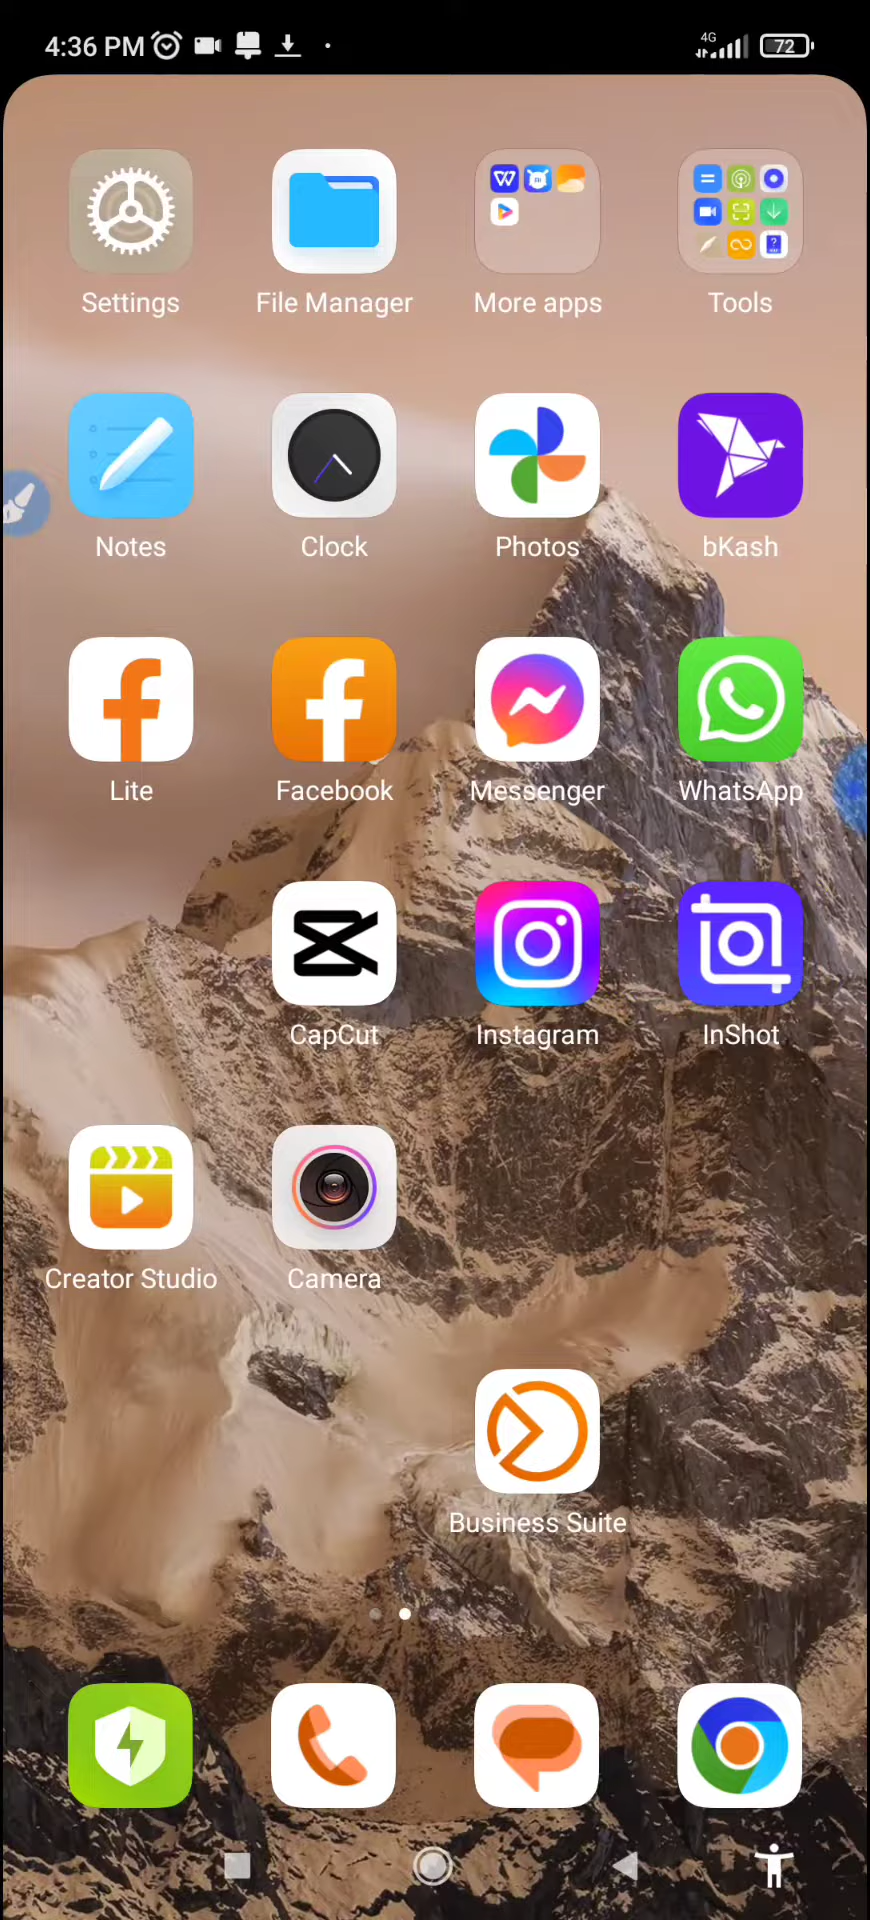 4:36 PM
4G
72
Settings
File Manager
More apps
Tools
Notes
Clock
Photos
bKash
Lite
Facebook
Messenger
WhatsApp
CapCut
Instagram
InShot
Creator Studio
Camera
Business Suite